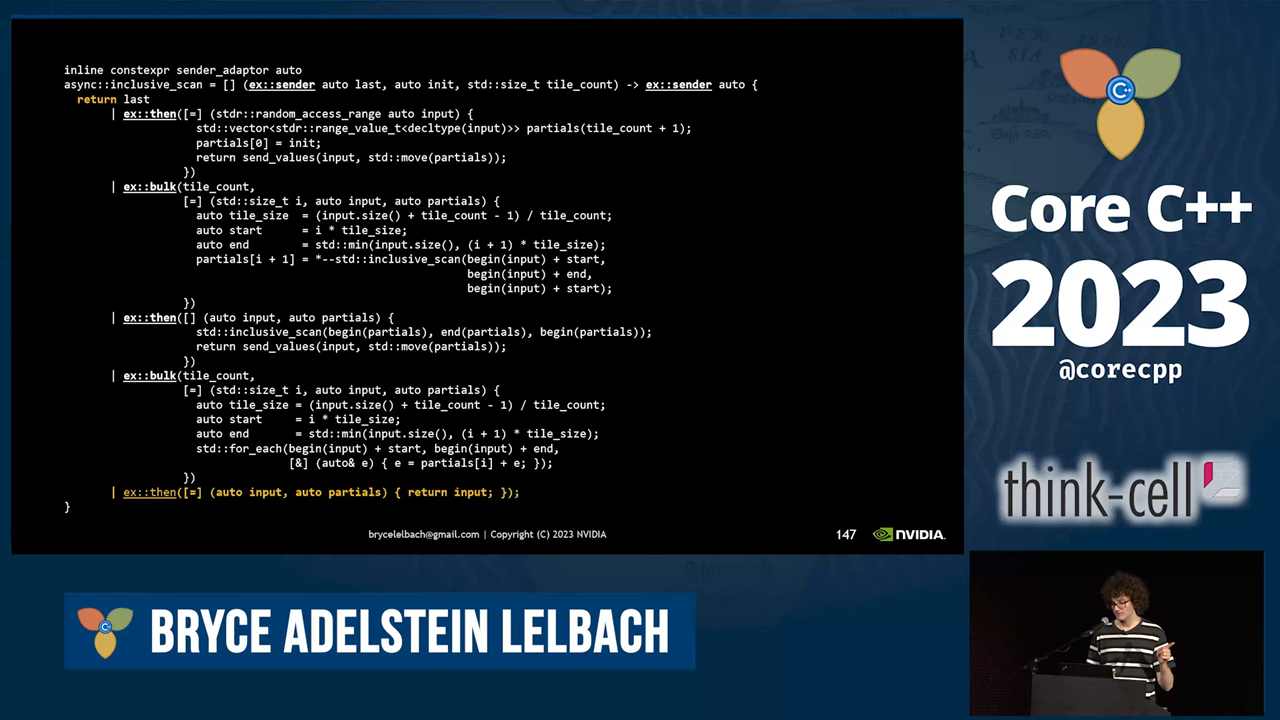 inline constexpr sender_adaptor auto
async::inclusive_scan = [] (ex::sender auto last, auto init, std::size_t tile_count) -> ex::sender auto {
return last
| ex::then([=] (stdr::random_access_range auto input) {
std::vector<stdr::range_value_t<decltype(input)>> partials(tile_count + 1);
partials[0] = init;
return send_values(input, std::move(partials));
})
| ex::bulk(tile_count,
[=] (std::size_t i, auto input, auto partials) {
auto tile_size = (input.size() + tile_count - 1) / tile_count;
auto start = i * tile_size;
auto end = std::min(input.size(), (i + 1) * tile_size);
partials[i + 1] = *--std::inclusive_scan(begin(input) + start,
begin(input) + end,
begin(input) + start);
})
| ex::then([] (auto input, auto partials) {
std::inclusive_scan(begin(partials), end(partials), begin(partials));
return send_values(input, std::move(partials));
})
| ex::bulk(tile_count,
[=] (std::size_t i, auto input, auto partials) {
auto tile_size = (input.size() + tile_count - 1) / tile_count;
auto start = i * tile_size;
auto end = std::min(input.size(), (i + 1) * tile_size);
std::for_each(begin(input) + start, begin(input) + end,
[&] (auto& e) { e = partials[i] + e; });
})
| ex::then([=] (auto input, auto partials) { return input; });
}
brycelelbach@gmail.com | Copyright (C) 2023 NVIDIA
147
NVIDIA.
C++
Core C++
2023
@corecpp
think-cell
C++
BRYCE ADELSTEIN LELBACH